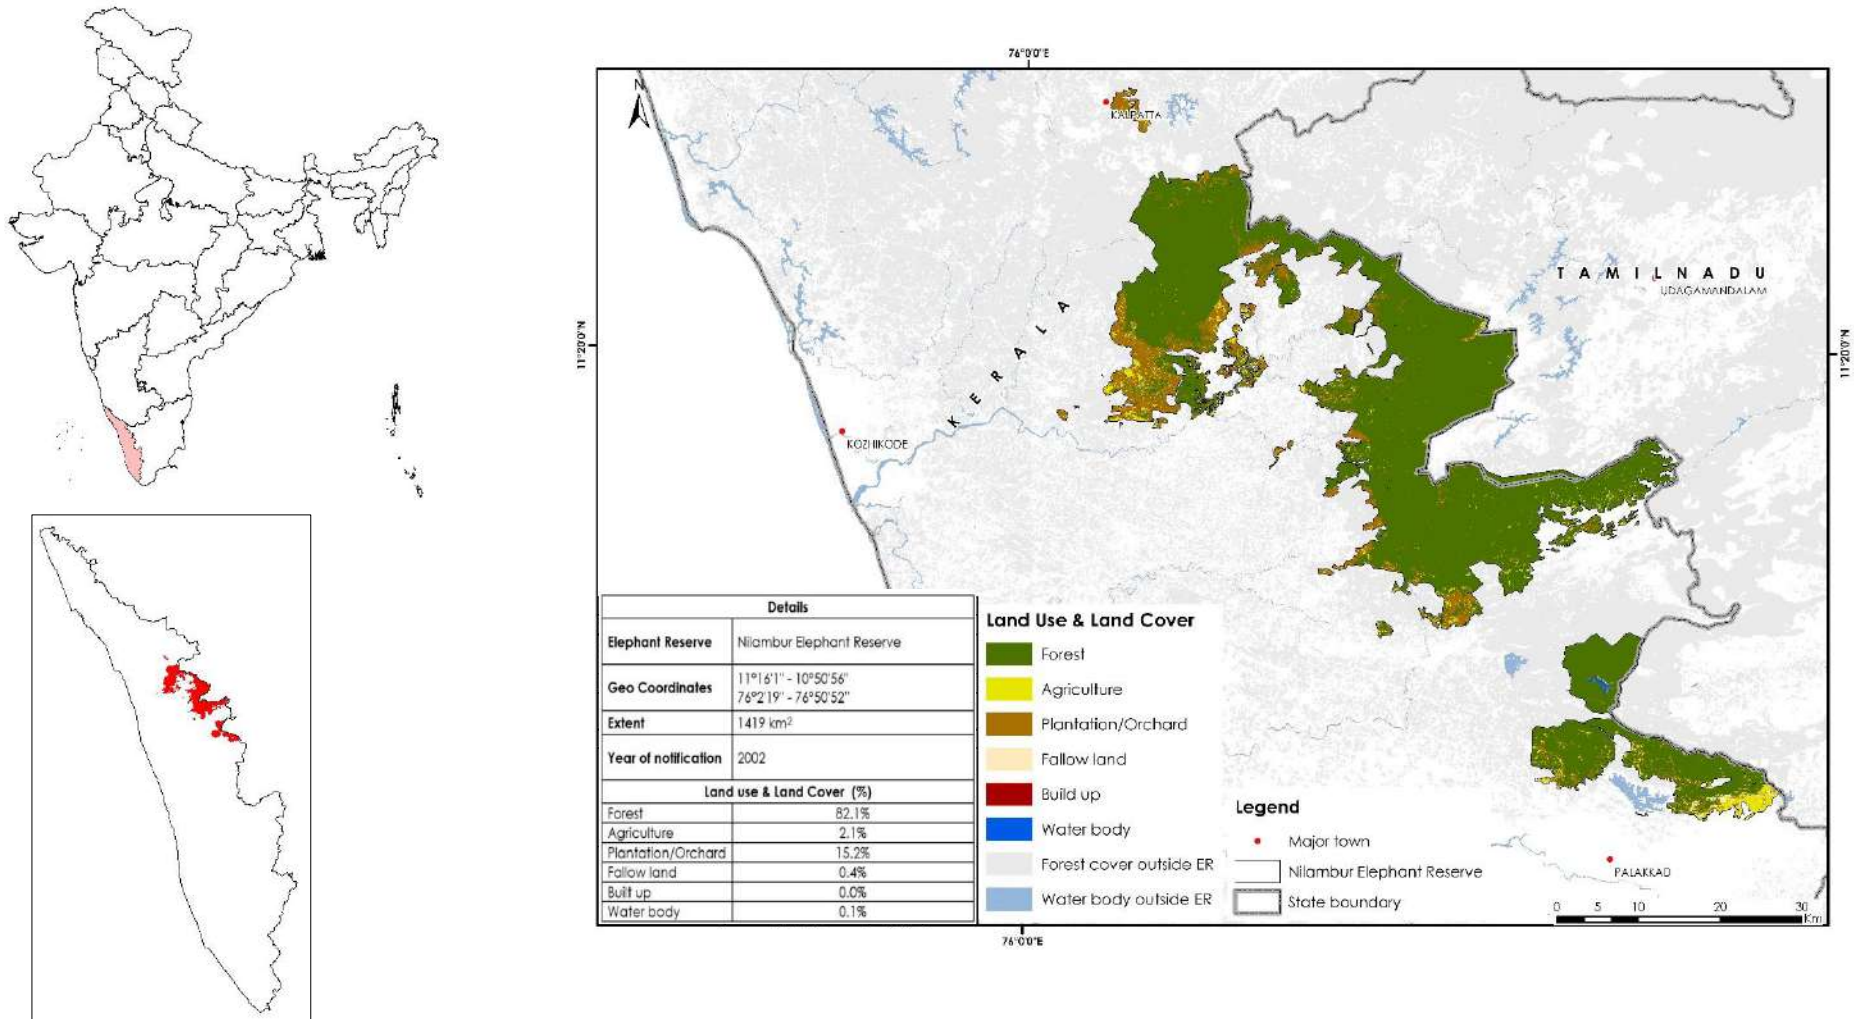 76°0'0"E
N
KALPATTA
TAMILNADU
UDAGAMANDALAM
11°20'0"N
11°20'0"N
KERALA
KOZHIKODE
Details
Elephant Reserve Nilambur Elephant Reserve
Geo Coordinates 11°16'1" - 10°50'56"
76°2'19" - 76°50'52"
Extent 1419 km²
Year of notification 2002
Land use & Land Cover (%)
Forest 82.1%
Agriculture 2.1%
Plantation/Orchard 15.2%
Fallow land 0.4%
Built up 0.0%
Water body 0.1%
Land Use & Land Cover
Forest
Agriculture
Plantation/Orchard
Fallow land
Build up
Water body
Forest cover outside ER
Water body outside ER
Legend
Major town
Nilambur Elephant Reserve
State boundary
PALAKKAD
0 5 10 20 30
Km
76°0'0"E